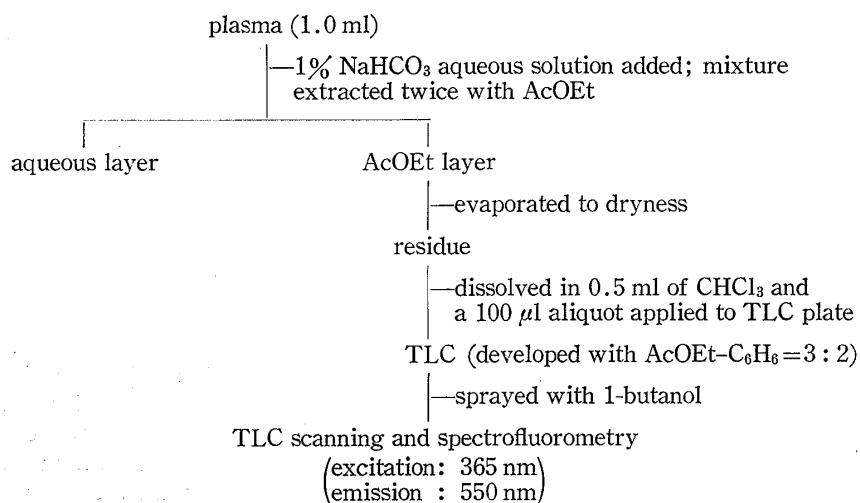 plasma (1.0 ml)
—1% NaHCO₃ aqueous solution added; mixture
extracted twice with AcOEt
aqueous layer
AcOEt layer
—evaporated to dryness
residue
—dissolved in 0.5 ml of CHCl₃ and
a 100 μl aliquot applied to TLC plate
TLC (developed with AcOEt–C₆H₆=3 : 2)
—sprayed with 1-butanol
TLC scanning and spectrofluorometry
(excitation: 365 nm
emission : 550 nm)